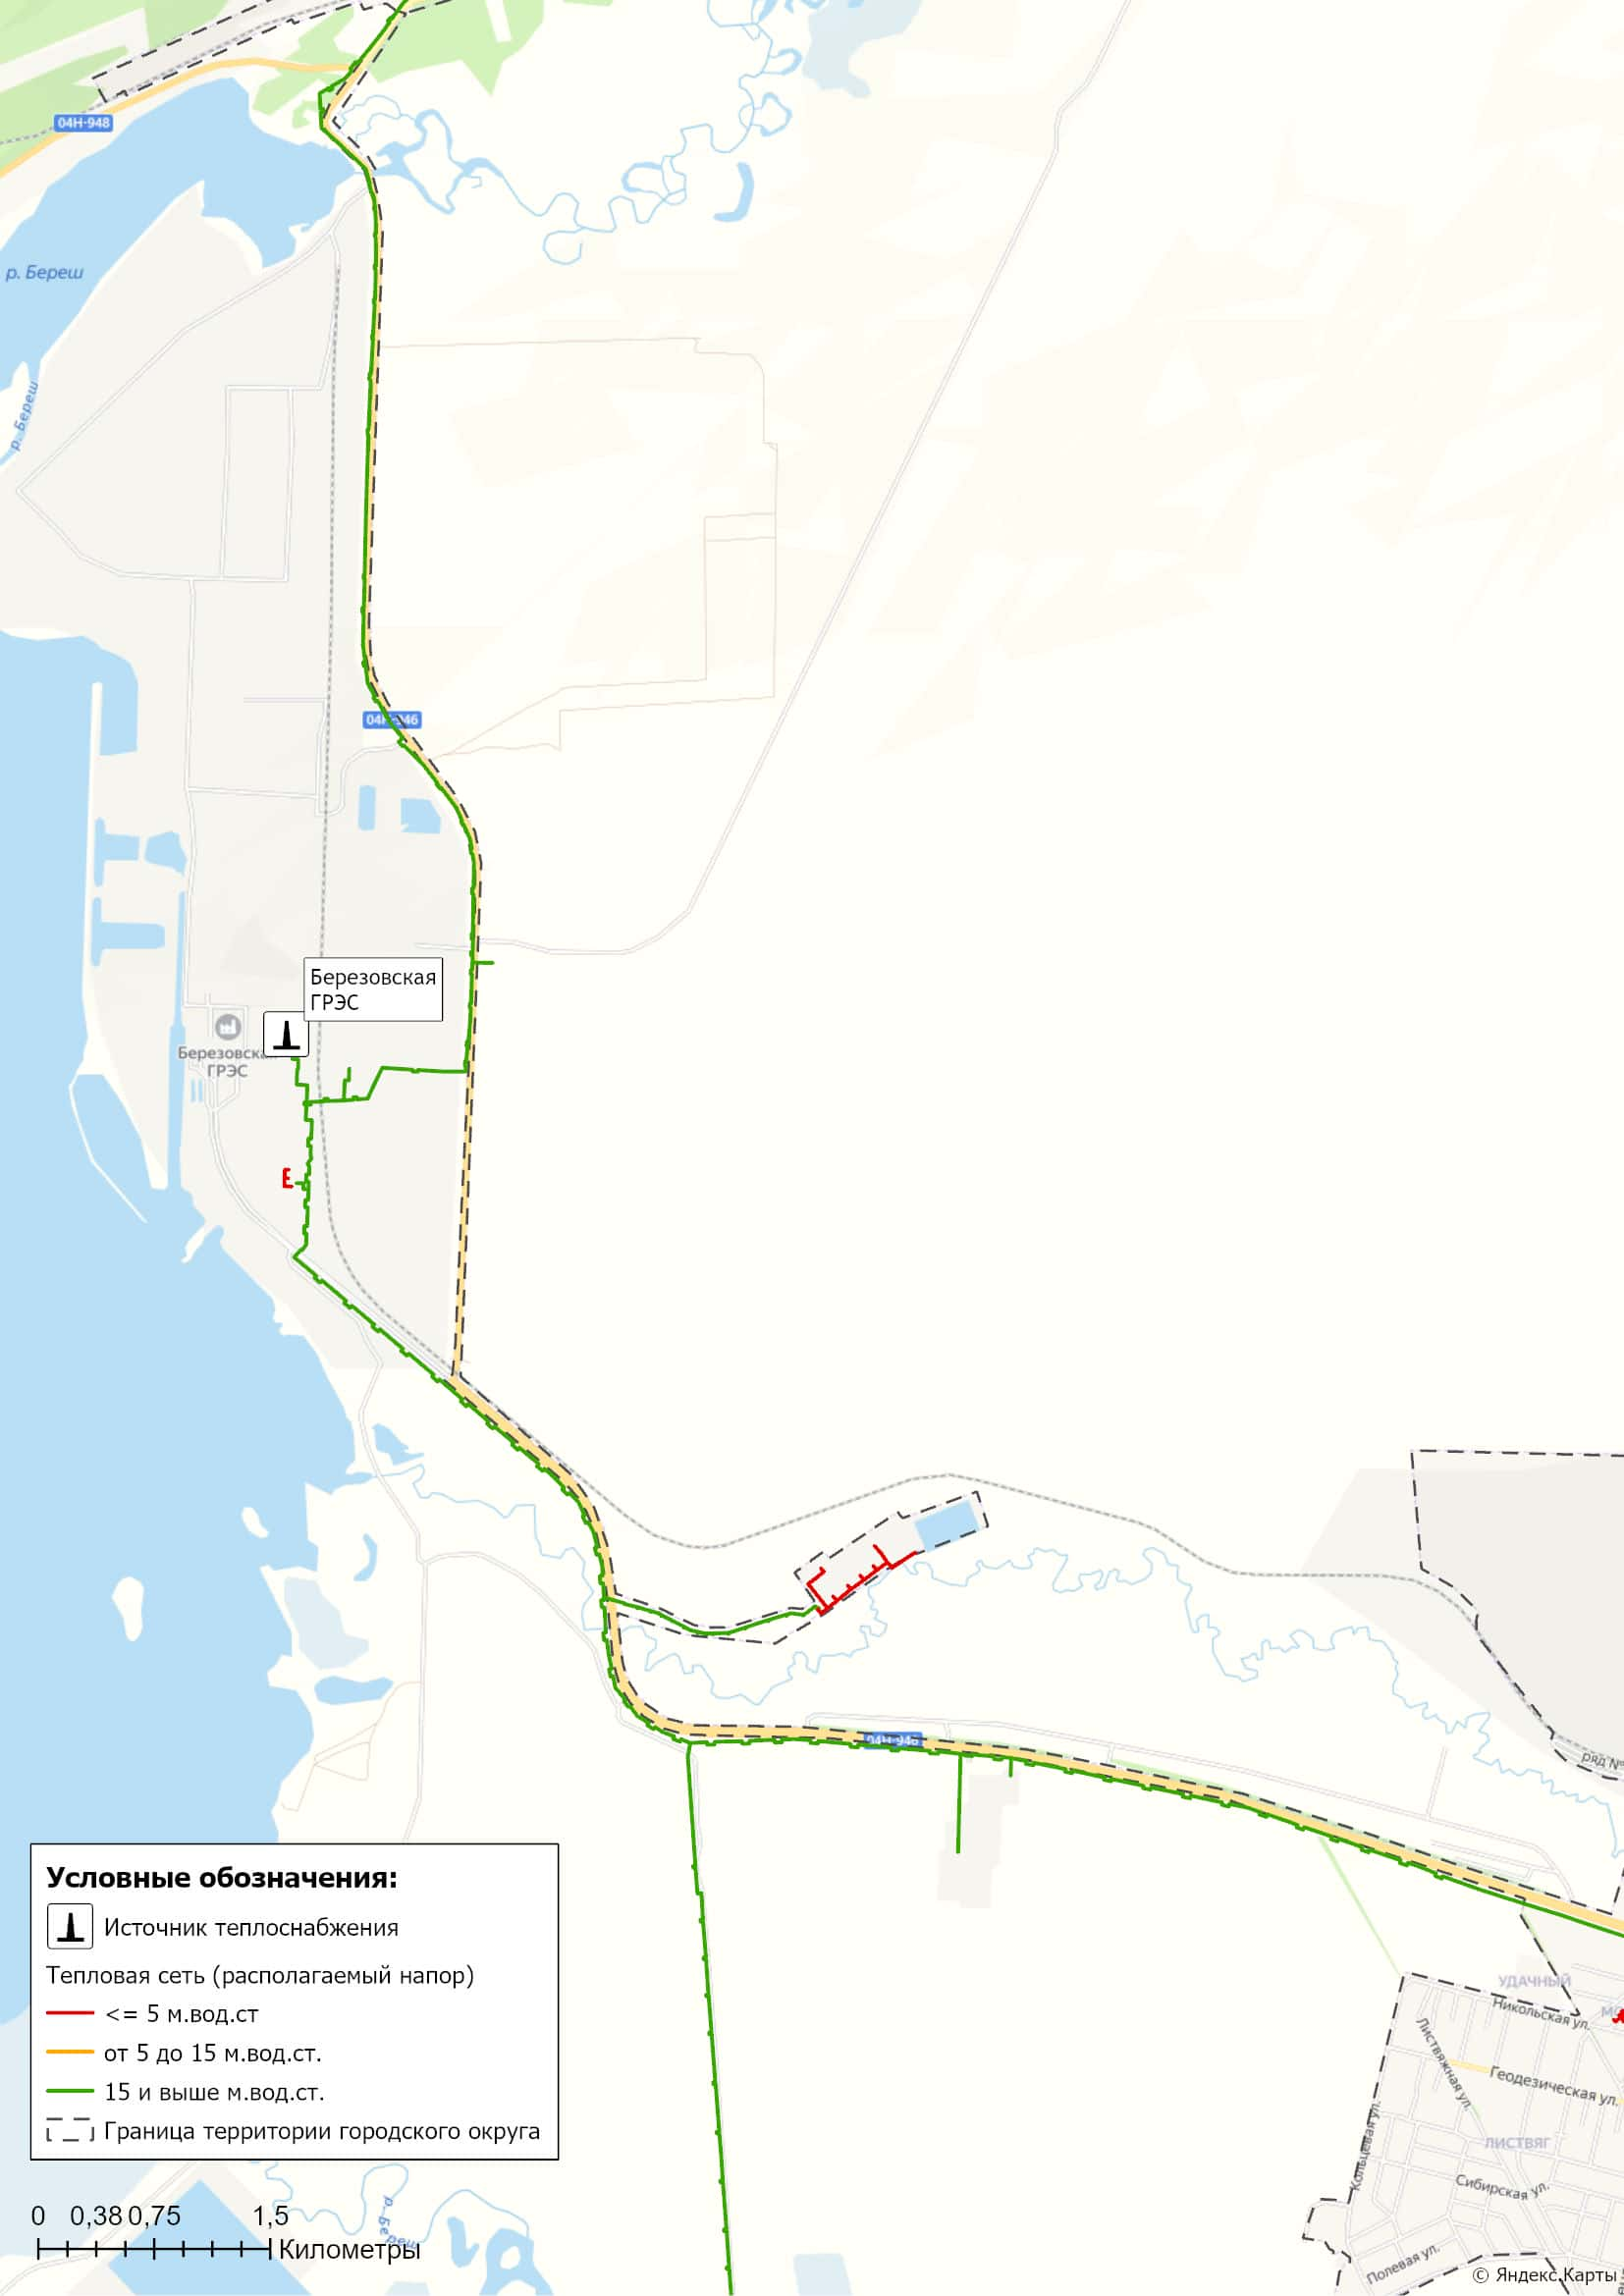 04Н-948
р. Береш
р. Береш
04Н-946
Березовская
ГРЭС
Березовска
ГРЭС
04Н-946
ряд №
УДАЧНЫЙ
Никольская ул.
Листвяжная ул.
Геодезическая ул.
Кольцевая ул.
ЛИСТВЯГ
Сибирская ул.
Полевая ул.
Условные обозначения:
Источник теплоснабжения
Тепловая сеть (располагаемый напор)
<= 5 м.вод.ст
от 5 до 15 м.вод.ст.
15 и выше м.вод.ст.
Граница территории городского округа
0 0,38 0,75 1,5
Километры
р. Береш
© Яндекс.Карты